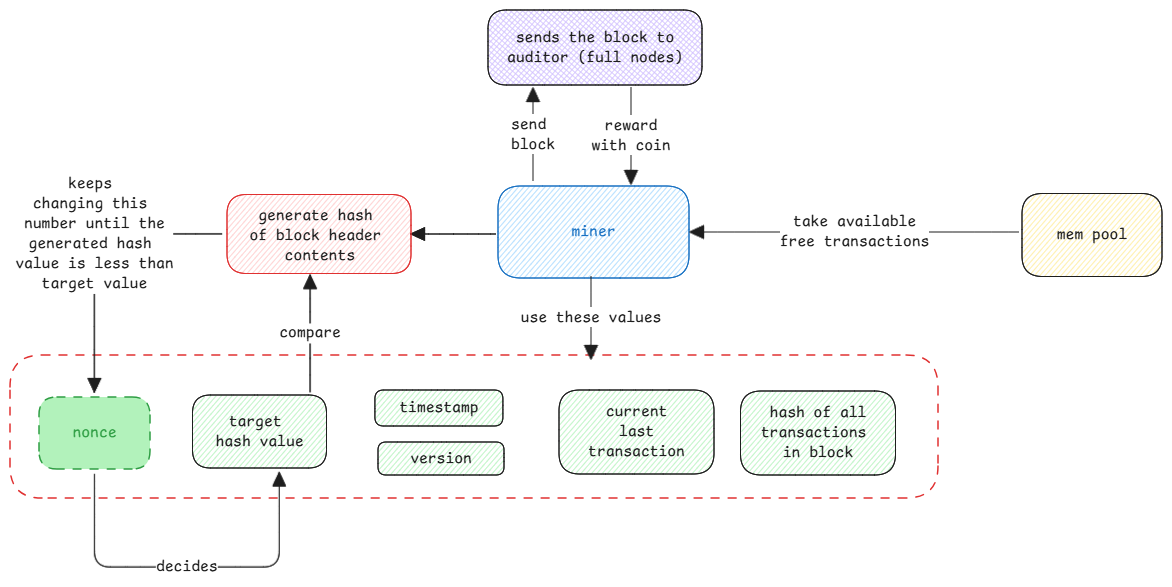 sends the block to
auditor (full nodes)
send
block
reward
with coin
keeps
changing this
number until the
generated hash
value is less than
target value
generate hash
of block header
contents
miner
take available
free transactions
mem pool
compare
use these values
nonce
target
hash value
timestamp
version
current
last
transaction
hash of all
transactions
in block
decides